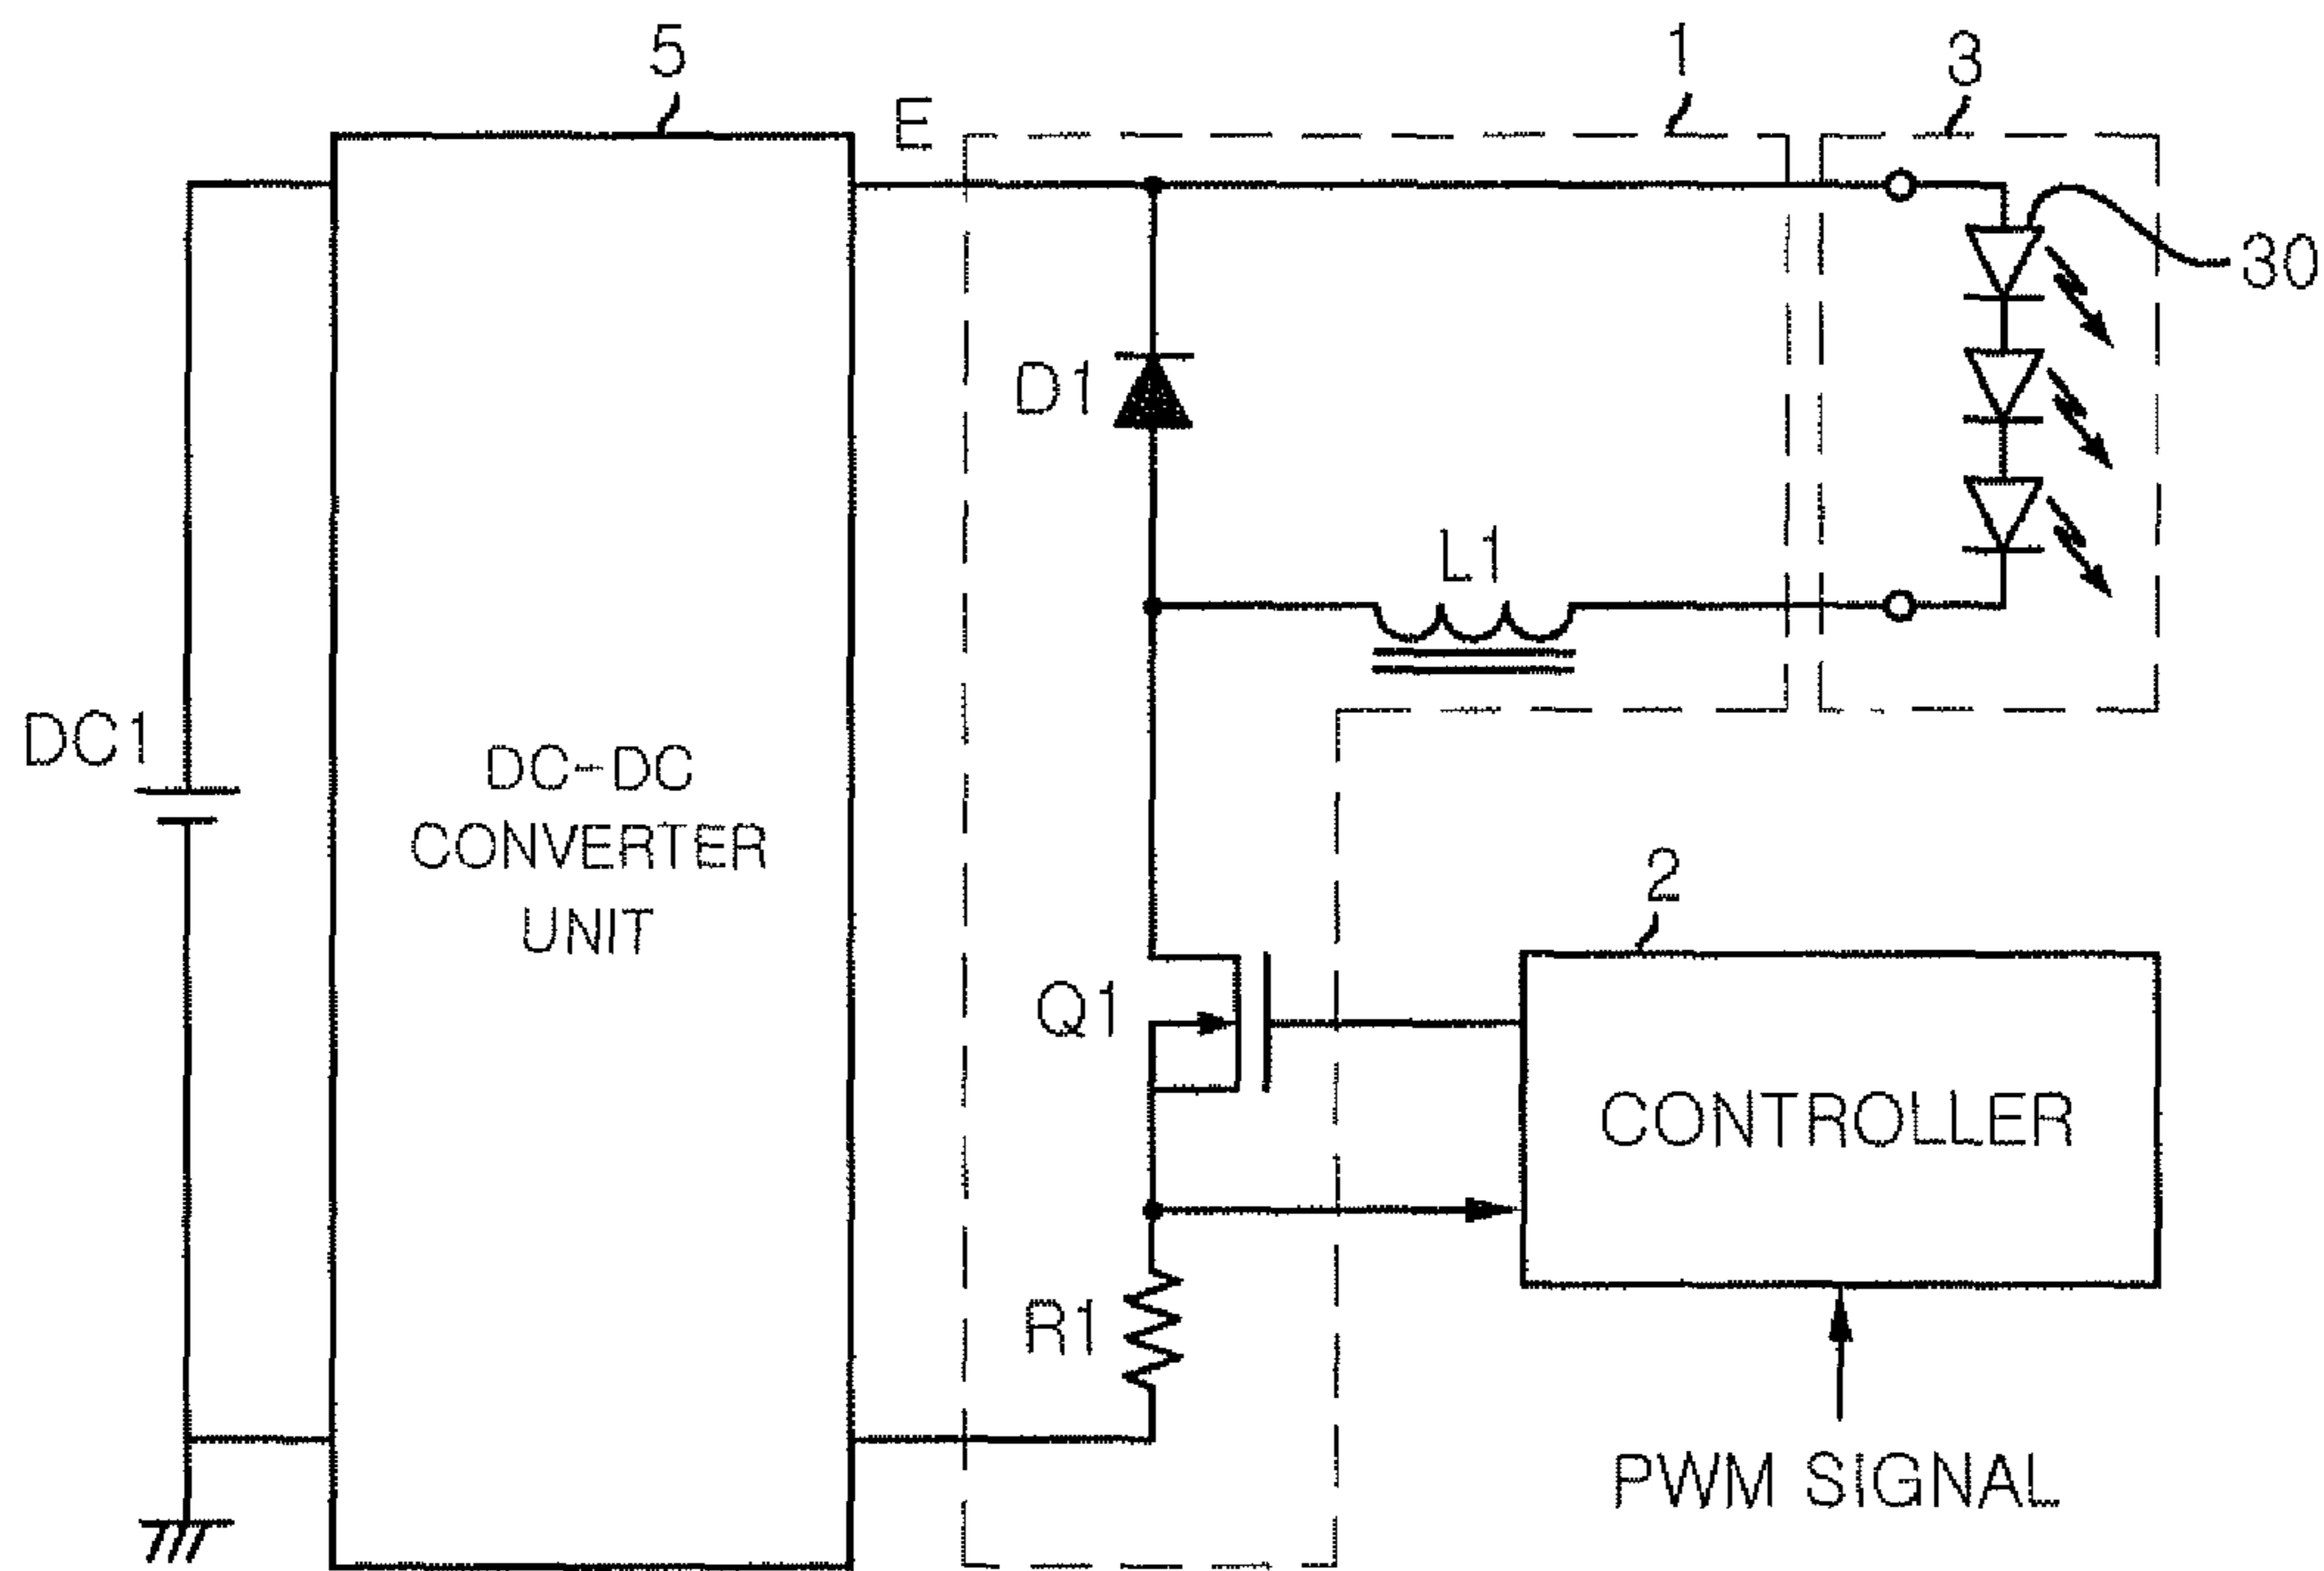 5
1
3
E
30
D1
L1
DC1
DC-DC
CONVERTER
UNIT
2
Q1
CONTROLLER
R1
PWM SIGNAL